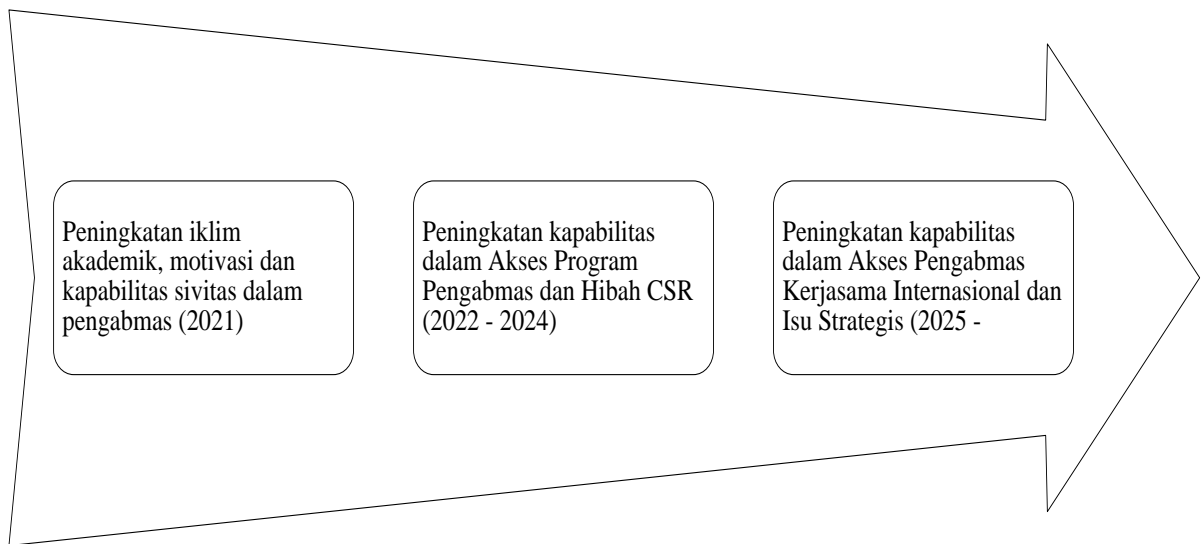 Peningkatan iklim
akademik, motivasi dan
kapabilitas sivitas dalam
pengabmas (2021)
Peningkatan kapabilitas
dalam Akses Program
Pengabmas dan Hibah CSR
(2022 - 2024)
Peningkatan kapabilitas
dalam Akses Pengabmas
Kerjasama Internasional dan
Isu Strategis (2025 -